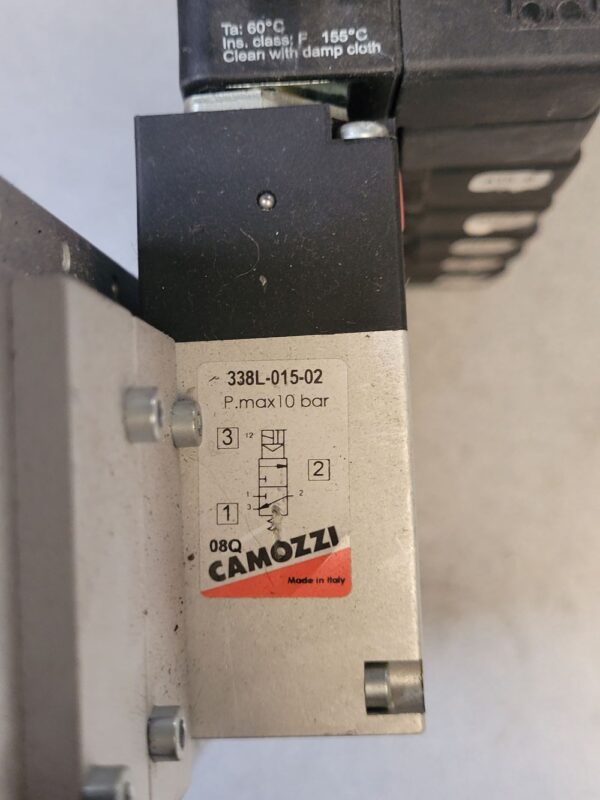 Ta: 60°C
Ins. class: F 155°C
Clean with damp cloth
338L-015-02
P.max10 bar
3 12
2
1 2
1 3
08Q
CAMOZZI
Made in Italy